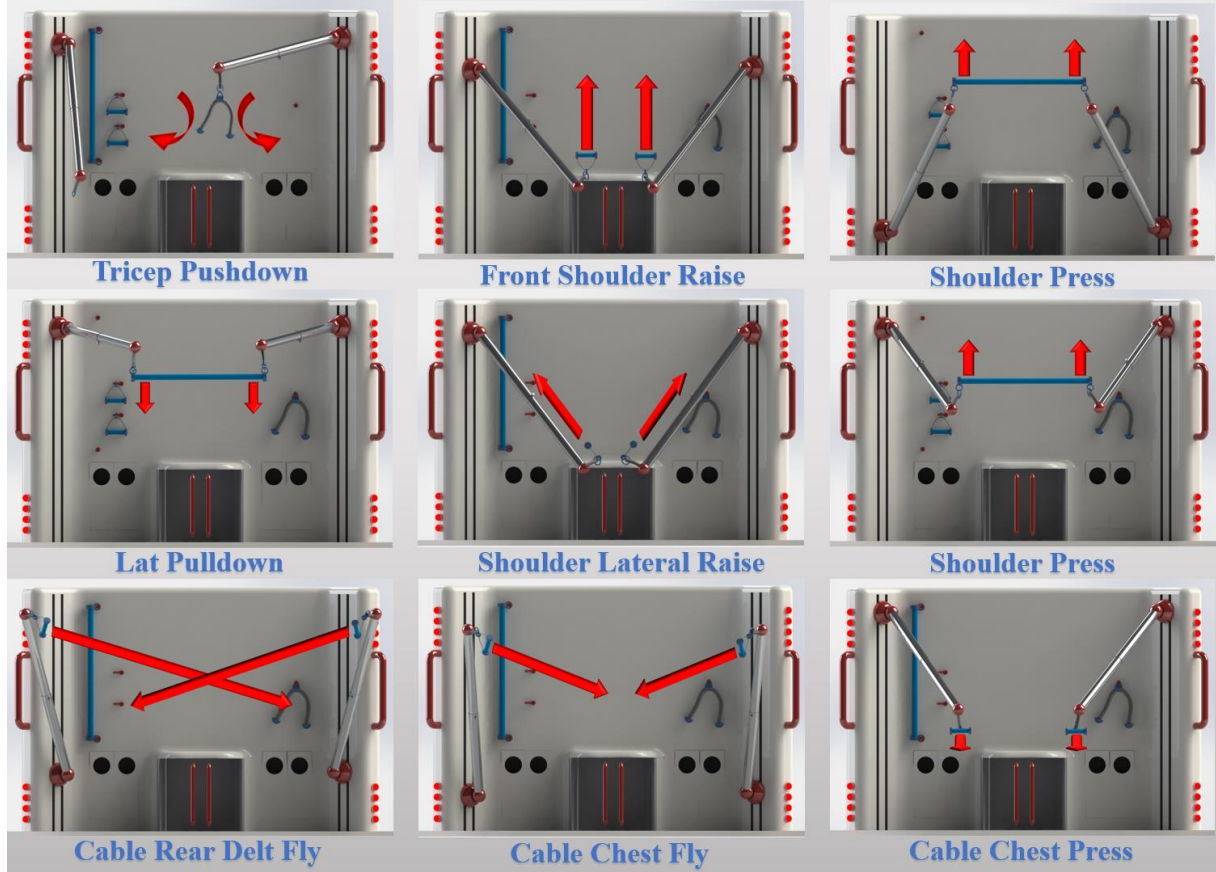 Tricep Pushdown
Front Shoulder Raise
Shoulder Press
Lat Pulldown
Shoulder Lateral Raise
Shoulder Press
Cable Rear Delt Fly
Cable Chest Fly
Cable Chest Press